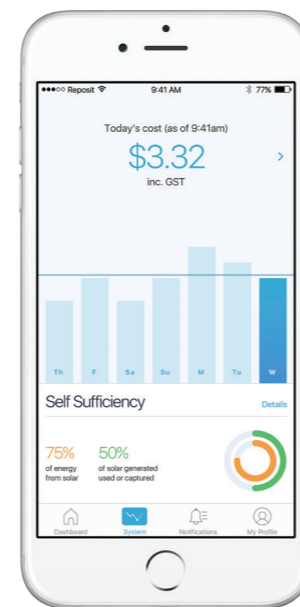 Reposit 9:41 AM 77%
Today's cost (as of 9:41am)
$3.32
inc. GST
Th F Sa Su M Tu W
Self Sufficiency Details
75% 50%
of energy of solar generated
from solar used or captured
Dashboard System Notifications My Profile